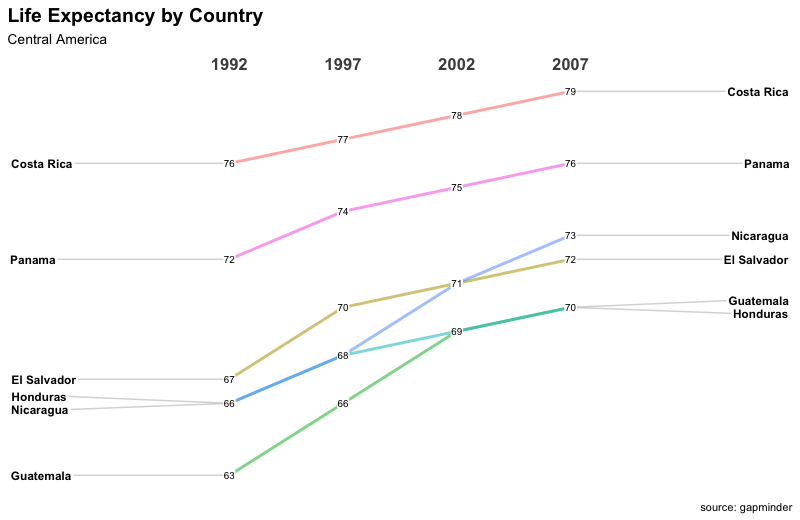 Life Expectancy by Country
Central America
1992 1997 2002 2007
79 Costa Rica
78
77
Costa Rica 76 76 Panama
75
74
73 Nicaragua
Panama 72 72 El Salvador
71
Guatemala
70 70
Honduras
69
68
El Salvador 67
Honduras
66 66
Nicaragua
Guatemala 63
source: gapminder